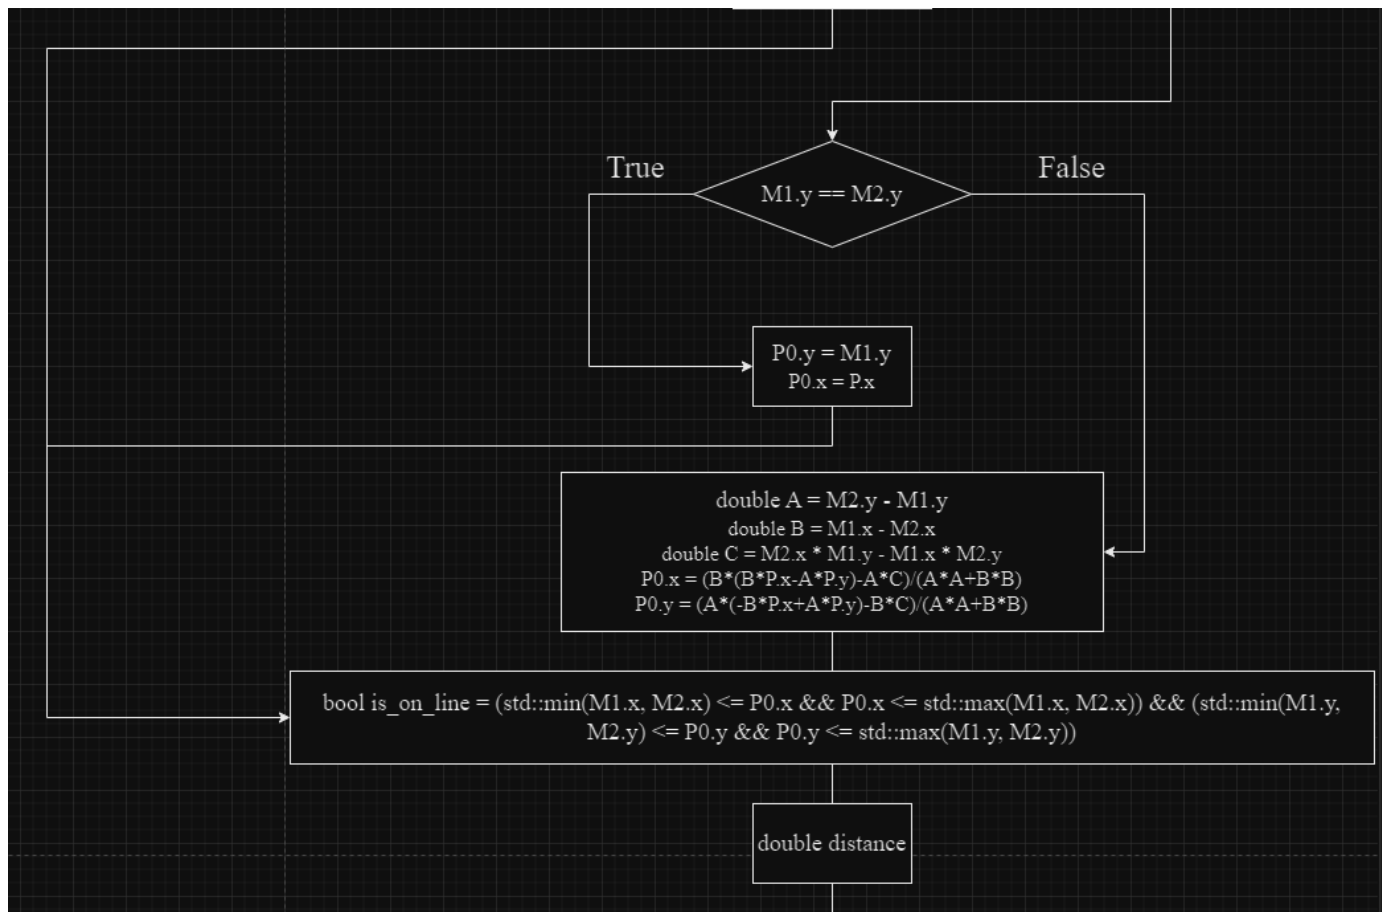 True
False
M1.y == M2.y
P0.y = M1.y
P0.x = P.x
double A = M2.y - M1.y
double B = M1.x - M2.x
double C = M2.x * M1.y - M1.x * M2.y
P0.x = (B*(B*P.x-A*P.y)-A*C)/(A*A+B*B)
P0.y = (A*(-B*P.x+A*P.y)-B*C)/(A*A+B*B)
bool is_on_line = (std::min(M1.x, M2.x) <= P0.x && P0.x <= std::max(M1.x, M2.x)) && (std::min(M1.y,
M2.y) <= P0.y && P0.y <= std::max(M1.y, M2.y))
double distance